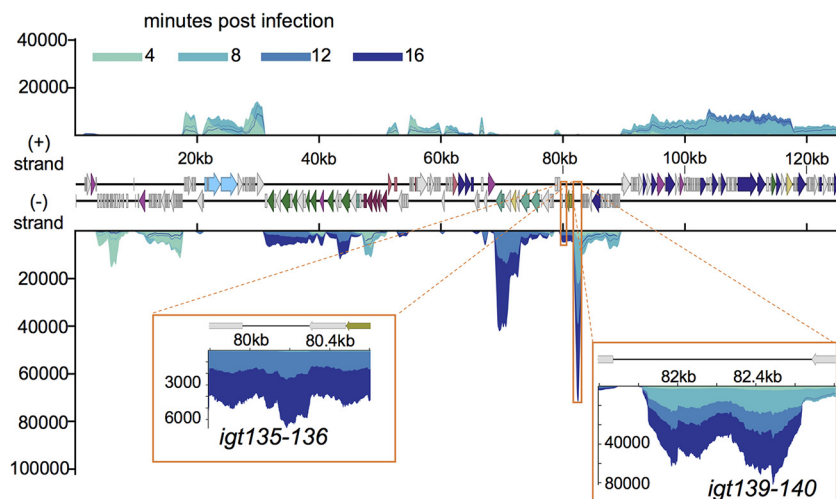 minutes post infection
4 8 12 16
40000
20000
(+)
strand
20kb 40kb 60kb 80kb 100kb 120kb
(-)
strand
20000
40000
60000
80000
100000
80kb 80.4kb
3000
6000
igt135-136
82kb 82.4kb
40000
80000
igt139-140